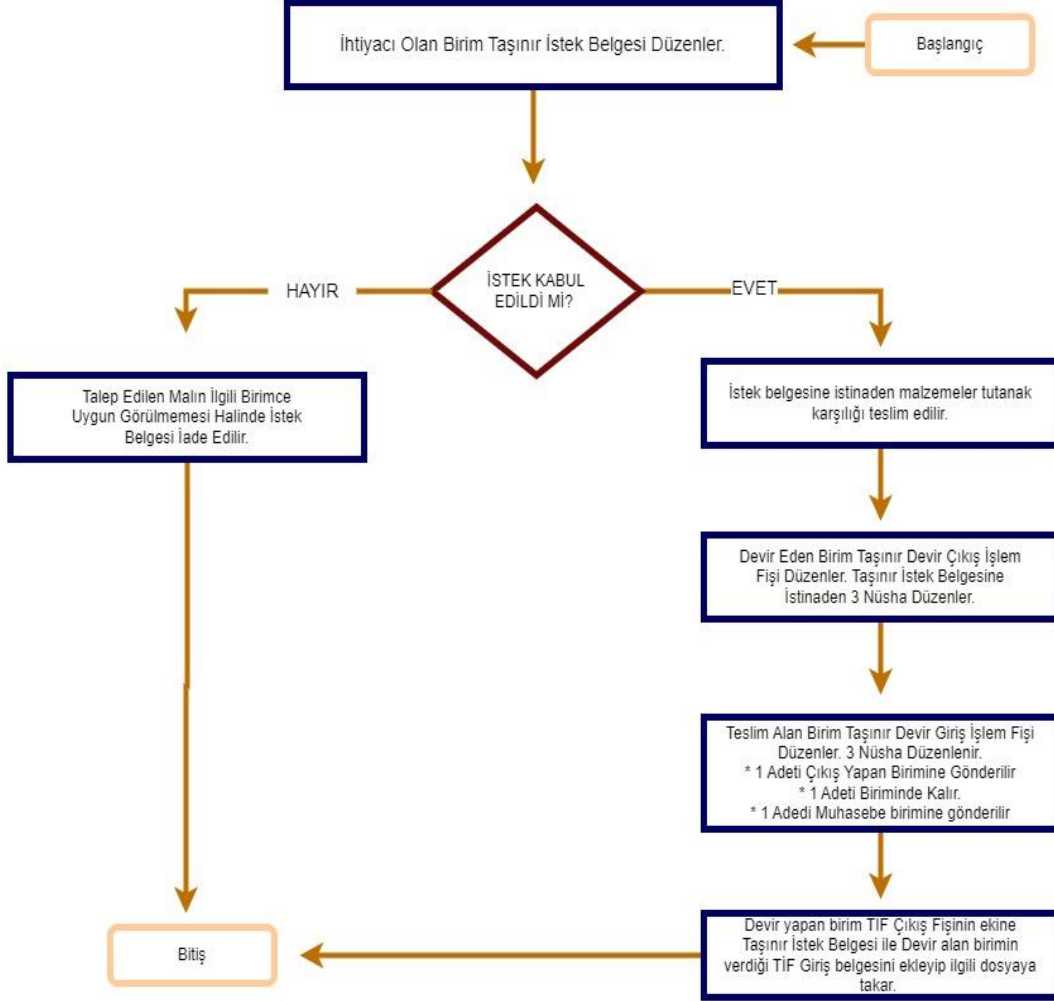 İhtiyacı Olan Birim Taşınır İstek Belgesi Düzenler.
Başlangıç
İSTEK KABUL
EDİLDİ Mİ?
HAYIR
EVET
Talep Edilen Malın İlgili Birimce
Uygun Görülmemesi Halinde İstek
Belgesi İade Edilir.
İstek belgesine istinaden malzemeler tutanak
karşılığı teslim edilir.
Devir Eden Birim Taşınır Devir Çıkış İşlem
Fişi Düzenler. Taşınır İstek Belgesine
İstinaden 3 Nüsha Düzenler.
Teslim Alan Birim Taşınır Devir Giriş İşlem Fişi
Düzenler. 3 Nüsha Düzenlenir.
* 1 Adeti Çıkış Yapan Birimine Gönderilir
* 1 Adeti Biriminde Kalır.
* 1 Adedi Muhasebe birimine gönderilir
Devir yapan birim TİF Çıkış Fişinin ekine
Taşınır İstek Belgesi ile Devir alan birimin
verdiği TİF Giriş belgesini ekleyip ilgili dosyaya
takar.
Bitiş